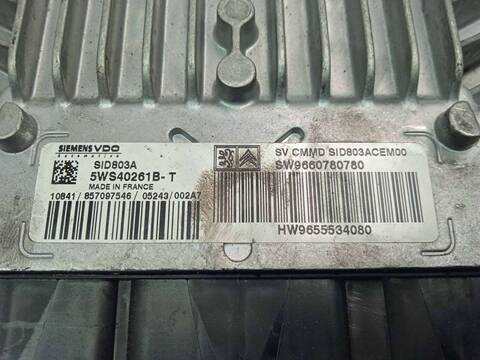 SIEMENS VDO
Automotive
SID803A
5WS40261B-T
MADE IN FRANCE
10841/857097546 /05243/002A7
SV CMMD SID803ACEM00
SW9660780780
HW9655534080